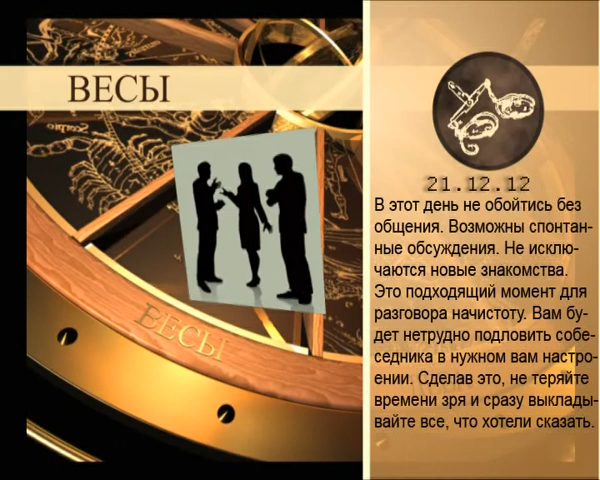 ВЕСЫ
21.12.12
В этот день не обойтись без
общения. Возможны спонтан-
ные обсуждения. Не исклю-
чаются новые знакомства.
Это подходящий момент для
разговора начистоту. Вам бу-
дет нетрудно подловить собе-
седника в нужном вам настро-
ении. Сделав это, не теряйте
времени зря и сразу выклады-
вайте все, что хотели сказать.
ВЕСЫ